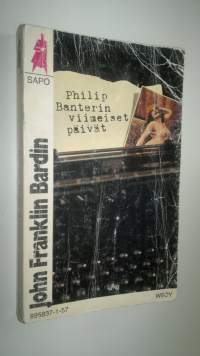 SAPO
John Franklin Bardin
Philip
Banterin
viimeiset
päivät
895837-1-57
WSOY